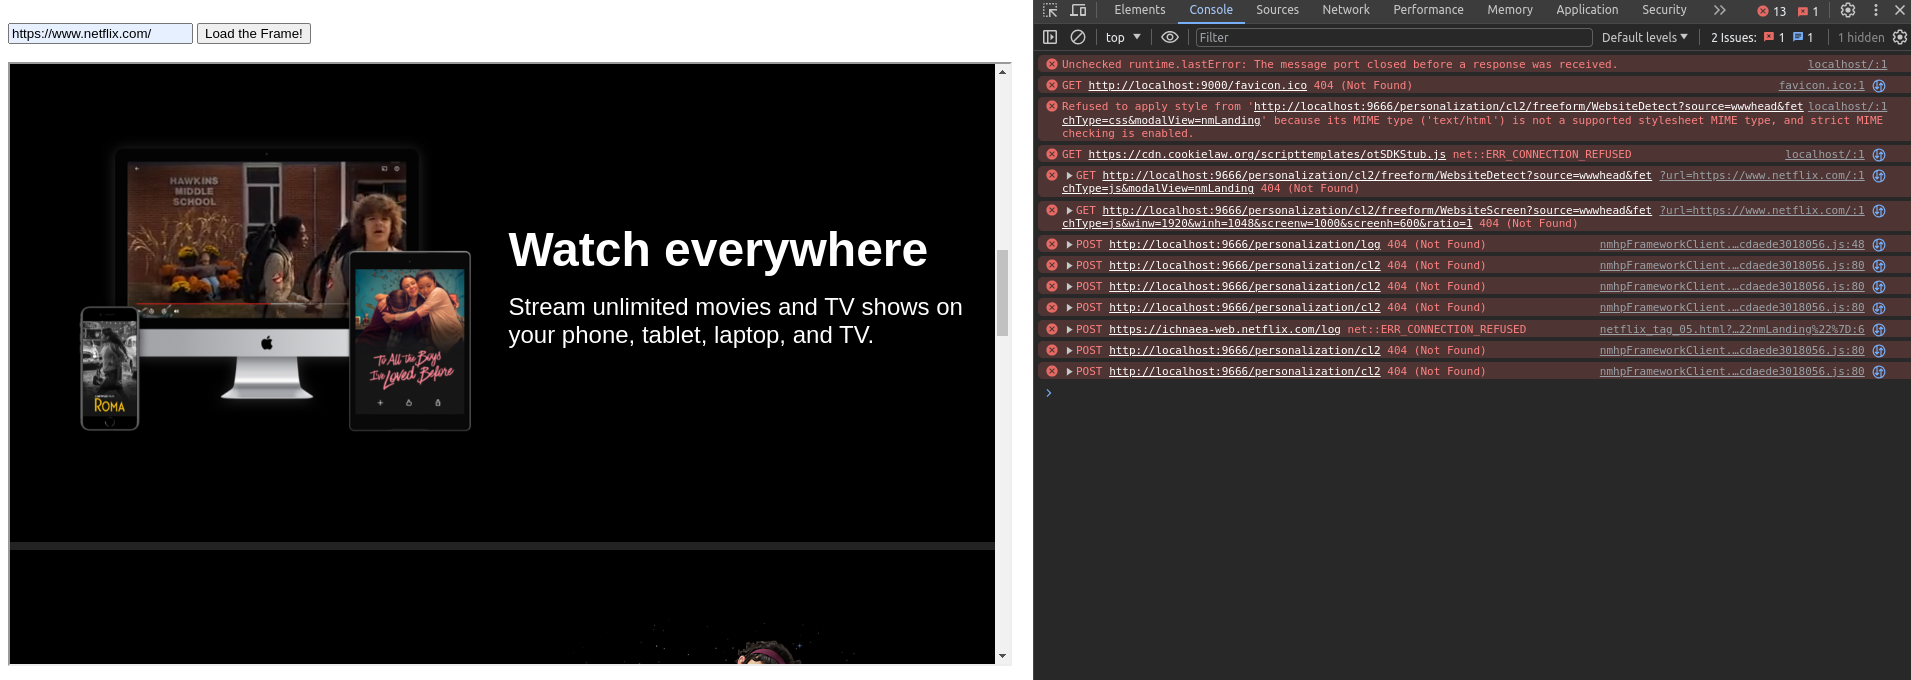 https://www.netflix.com/ Load the Frame!
HAWKINS
MIDDLE
SCHOOL
Watch everywhere
Stream unlimited movies and TV shows on
your phone, tablet, laptop, and TV.
To All the Boys
I've Loved Before
ROMA
Elements Console Sources Network Performance Memory Application Security 13 1
top Filter Default levels 2 Issues: 1 1 1 hidden
Unchecked runtime.lastError: The message port closed before a response was received. localhost/:1
GET http://localhost:9000/favicon.ico 404 (Not Found) favicon.ico:1
Refused to apply style from 'http://localhost:9666/personalization/cl2/freeform/WebsiteDetect?source=wwwhead&fet localhost/:1
chType=css&modalView=nmLanding' because its MIME type ('text/html') is not a supported stylesheet MIME type, and strict MIME
checking is enabled.
GET https://cdn.cookielaw.org/scripttemplates/otSDKStub.js net::ERR_CONNECTION_REFUSED localhost/:1
GET http://localhost:9666/personalization/cl2/freeform/WebsiteDetect?source=wwwhead&fet ?url=https://www.netflix.com/:1
chType=js&modalView=nmLanding 404 (Not Found)
GET http://localhost:9666/personalization/cl2/freeform/WebsiteScreen?source=wwwhead&fet ?url=https://www.netflix.com/:1
chType=js&winw=1920&winh=1048&screenw=1000&screenh=600&ratio=1 404 (Not Found)
POST http://localhost:9666/personalization/log 404 (Not Found) nmhpFrameworkClient.…cdaede3018056.js:48
POST http://localhost:9666/personalization/cl2 404 (Not Found) nmhpFrameworkClient.…cdaede3018056.js:80
POST http://localhost:9666/personalization/cl2 404 (Not Found) nmhpFrameworkClient.…cdaede3018056.js:80
POST http://localhost:9666/personalization/cl2 404 (Not Found) nmhpFrameworkClient.…cdaede3018056.js:80
POST https://ichnaea-web.netflix.com/log net::ERR_CONNECTION_REFUSED netflix_tag_05.html?…22nmLanding%22%7D:6
POST http://localhost:9666/personalization/cl2 404 (Not Found) nmhpFrameworkClient.…cdaede3018056.js:80
POST http://localhost:9666/personalization/cl2 404 (Not Found) nmhpFrameworkClient.…cdaede3018056.js:80